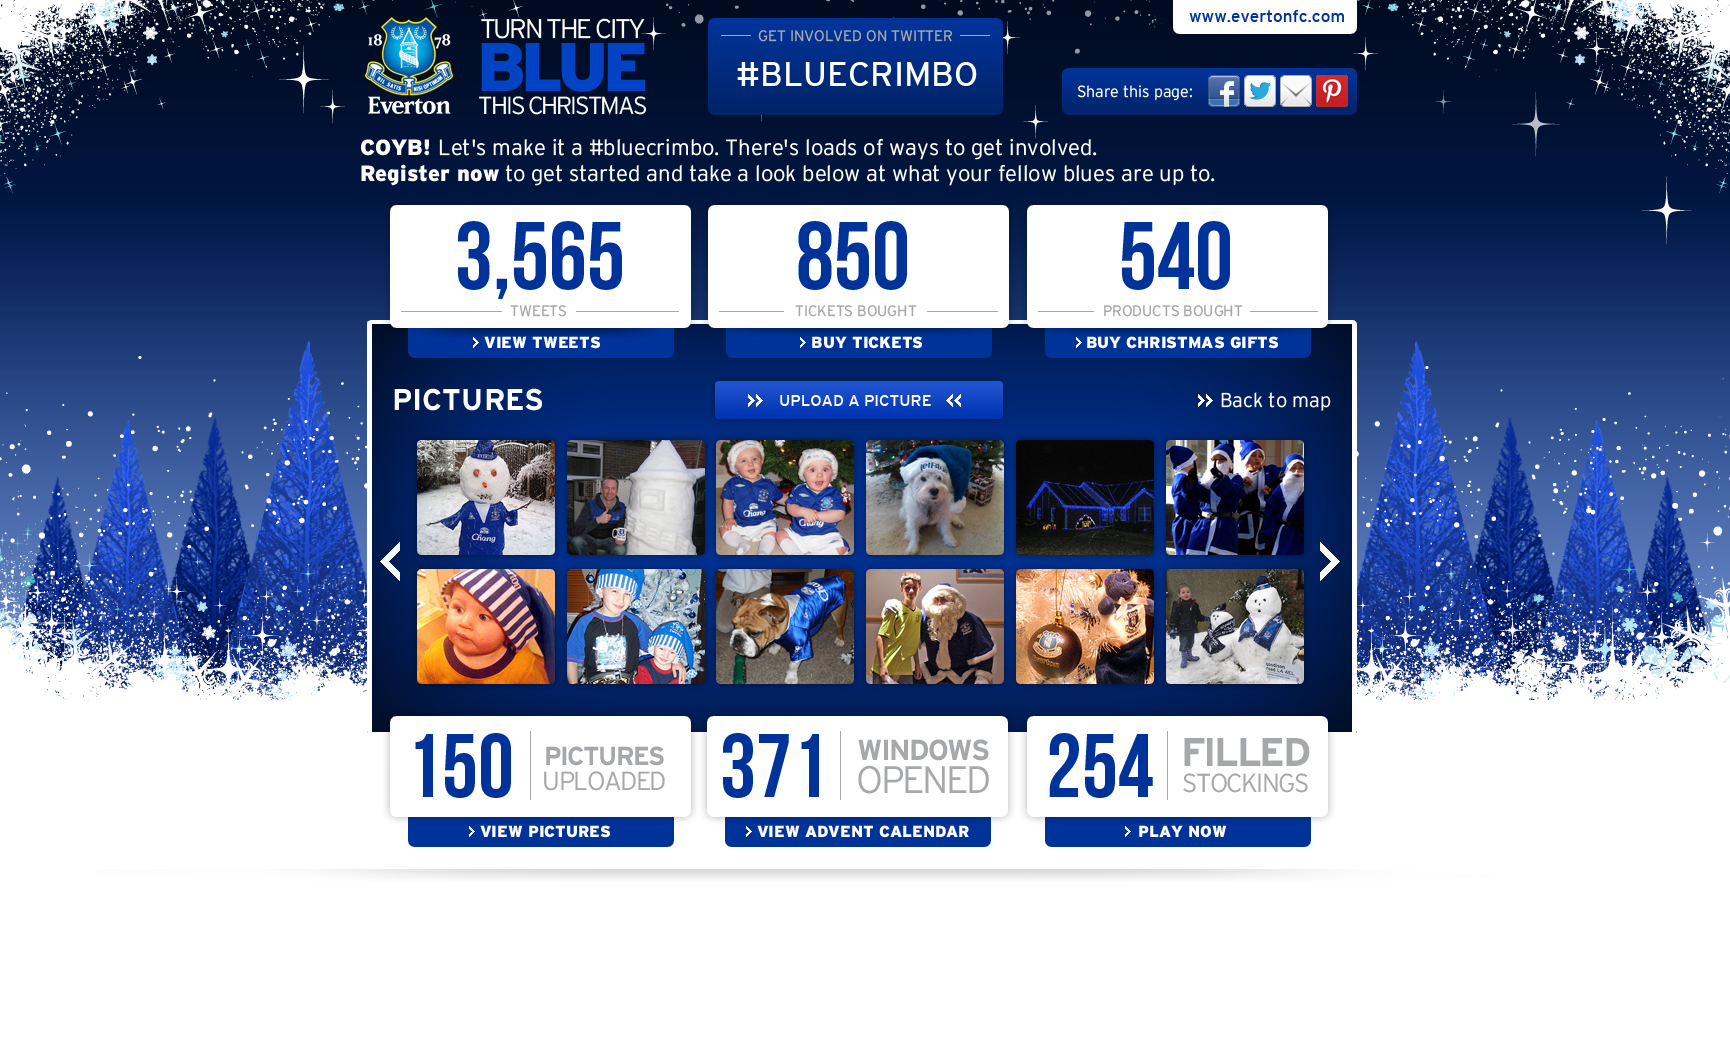 www.evertonfc.com
18 78
NIL SATIS NISI OPTIMUM
Everton
TURN THE CITY
BLUE
THIS CHRISTMAS
GET INVOLVED ON TWITTER
#BLUECRIMBO
Share this page:
COYB! Let's make it a #bluecrimbo. There's loads of ways to get involved.
Register now to get started and take a look below at what your fellow blues are up to.
3,565
TWEETS
VIEW TWEETS
850
TICKETS BOUGHT
BUY TICKETS
540
PRODUCTS BOUGHT
BUY CHRISTMAS GIFTS
PICTURES
UPLOAD A PICTURE
Back to map
Chang
Chang
Chang
Everton
150
PICTURES
UPLOADED
VIEW PICTURES
371
WINDOWS
OPENED
VIEW ADVENT CALENDAR
254
FILLED
STOCKINGS
PLAY NOW